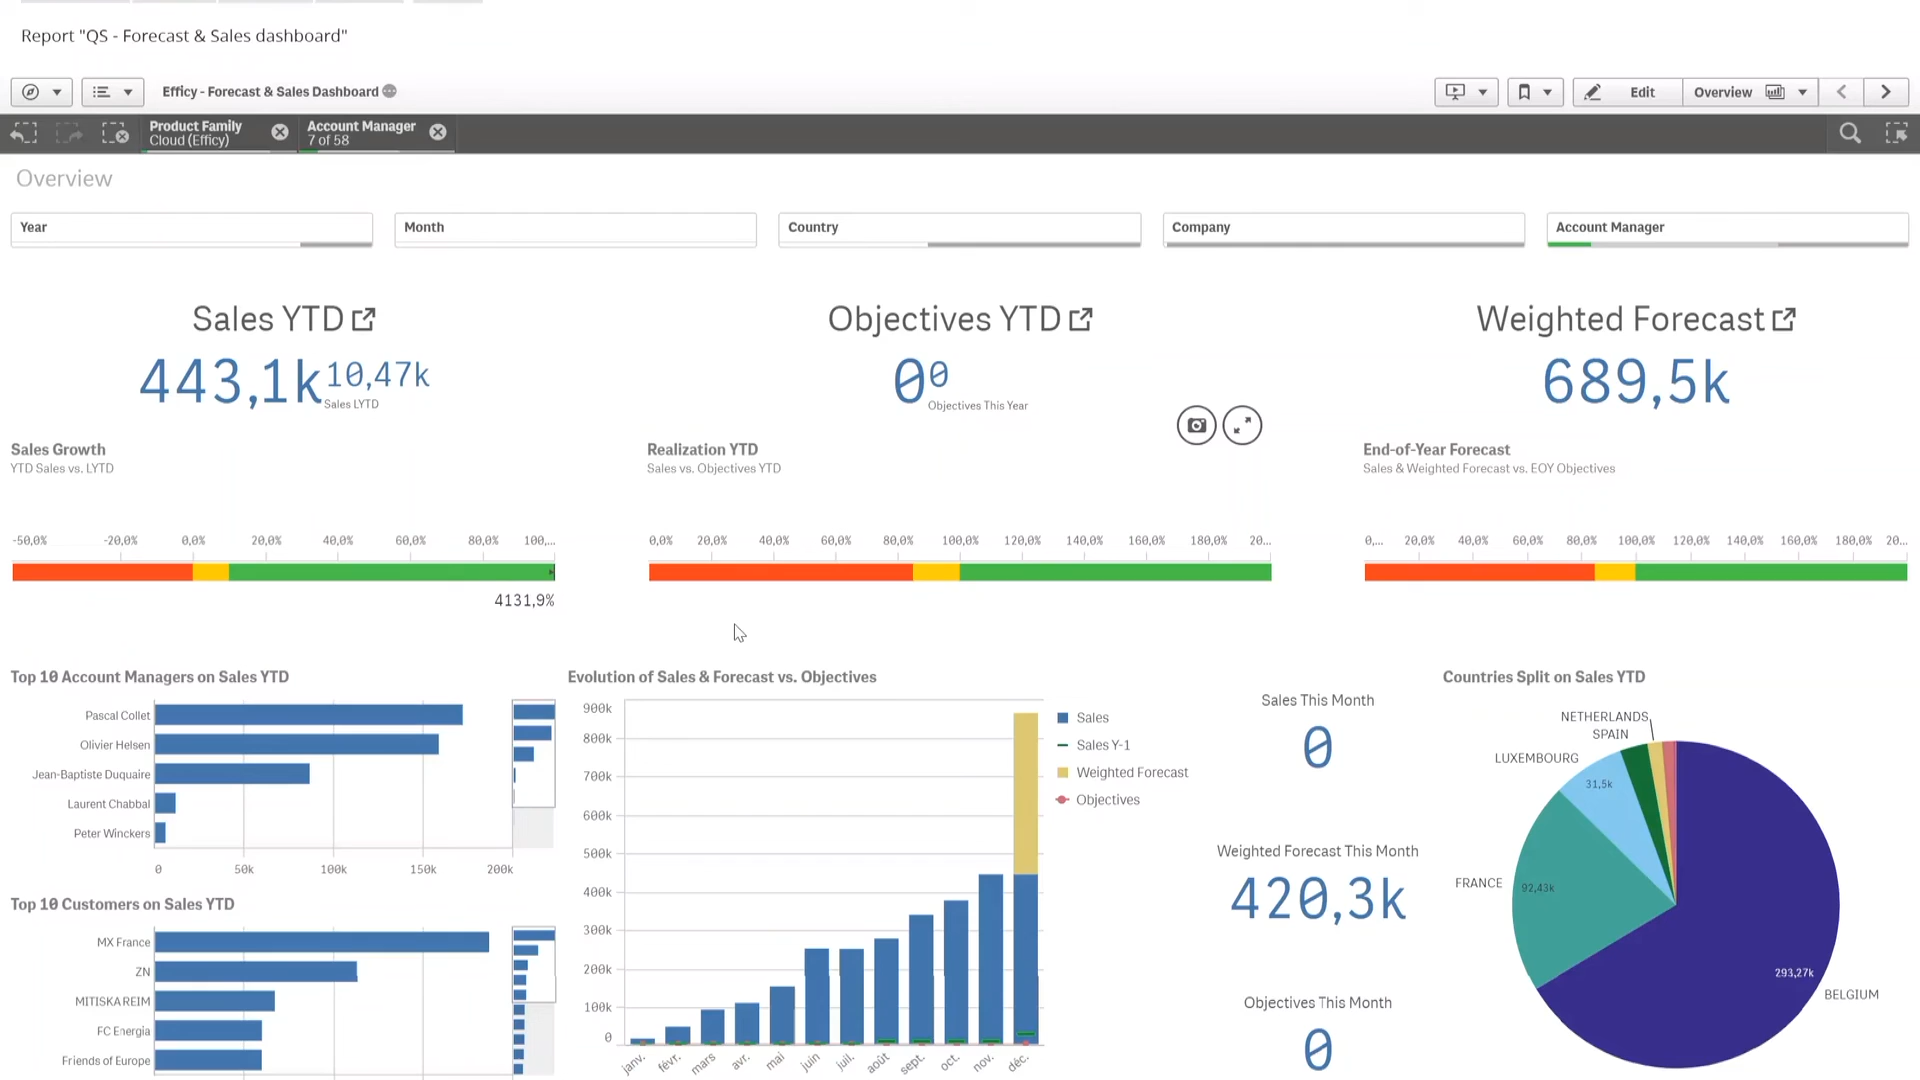 Report "QS - Forecast & Sales dashboard"
Efficy - Forecast & Sales Dashboard
Edit
Overview
Product Family
Cloud (Efficy)
Account Manager
7 of 58
Overview
Year
Month
Country
Company
Account Manager
Sales YTD
443,1k
10,47k
Sales LYTD
Objectives YTD
0
0
Objectives This Year
Weighted Forecast
689,5k
Sales Growth
YTD Sales vs. LYTD
-50,0% -20,0% 0,0% 20,0% 40,0% 60,0% 80,0% 100,...
4131,9%
Realization YTD
Sales vs. Objectives YTD
0,0% 20,0% 40,0% 60,0% 80,0% 100,0% 120,0% 140,0% 160,0% 180,0% 20...
End-of-Year Forecast
Sales & Weighted Forecast vs. EOY Objectives
0,... 20,0% 40,0% 60,0% 80,0% 100,0% 120,0% 140,0% 160,0% 180,0% 20...
Top 10 Account Managers on Sales YTD
Pascal Collet
Olivier Helsen
Jean-Baptiste Duquaire
Laurent Chabbal
Peter Winckers
0 50k 100k 150k 200k
Top 10 Customers on Sales YTD
MX France
ZN
MITISKA REIM
FC Energia
Friends of Europe
Evolution of Sales & Forecast vs. Objectives
900k
800k
700k
600k
500k
400k
300k
200k
100k
0
janv. févr. mars avr. mai juin juil. août sept. oct. nov. déc.
Sales
Sales Y-1
Weighted Forecast
Objectives
Sales This Month
0
Weighted Forecast This Month
420,3k
Objectives This Month
0
Countries Split on Sales YTD
NETHERLANDS
SPAIN
LUXEMBOURG
31,5k
FRANCE
92,43k
293,27k
BELGIUM